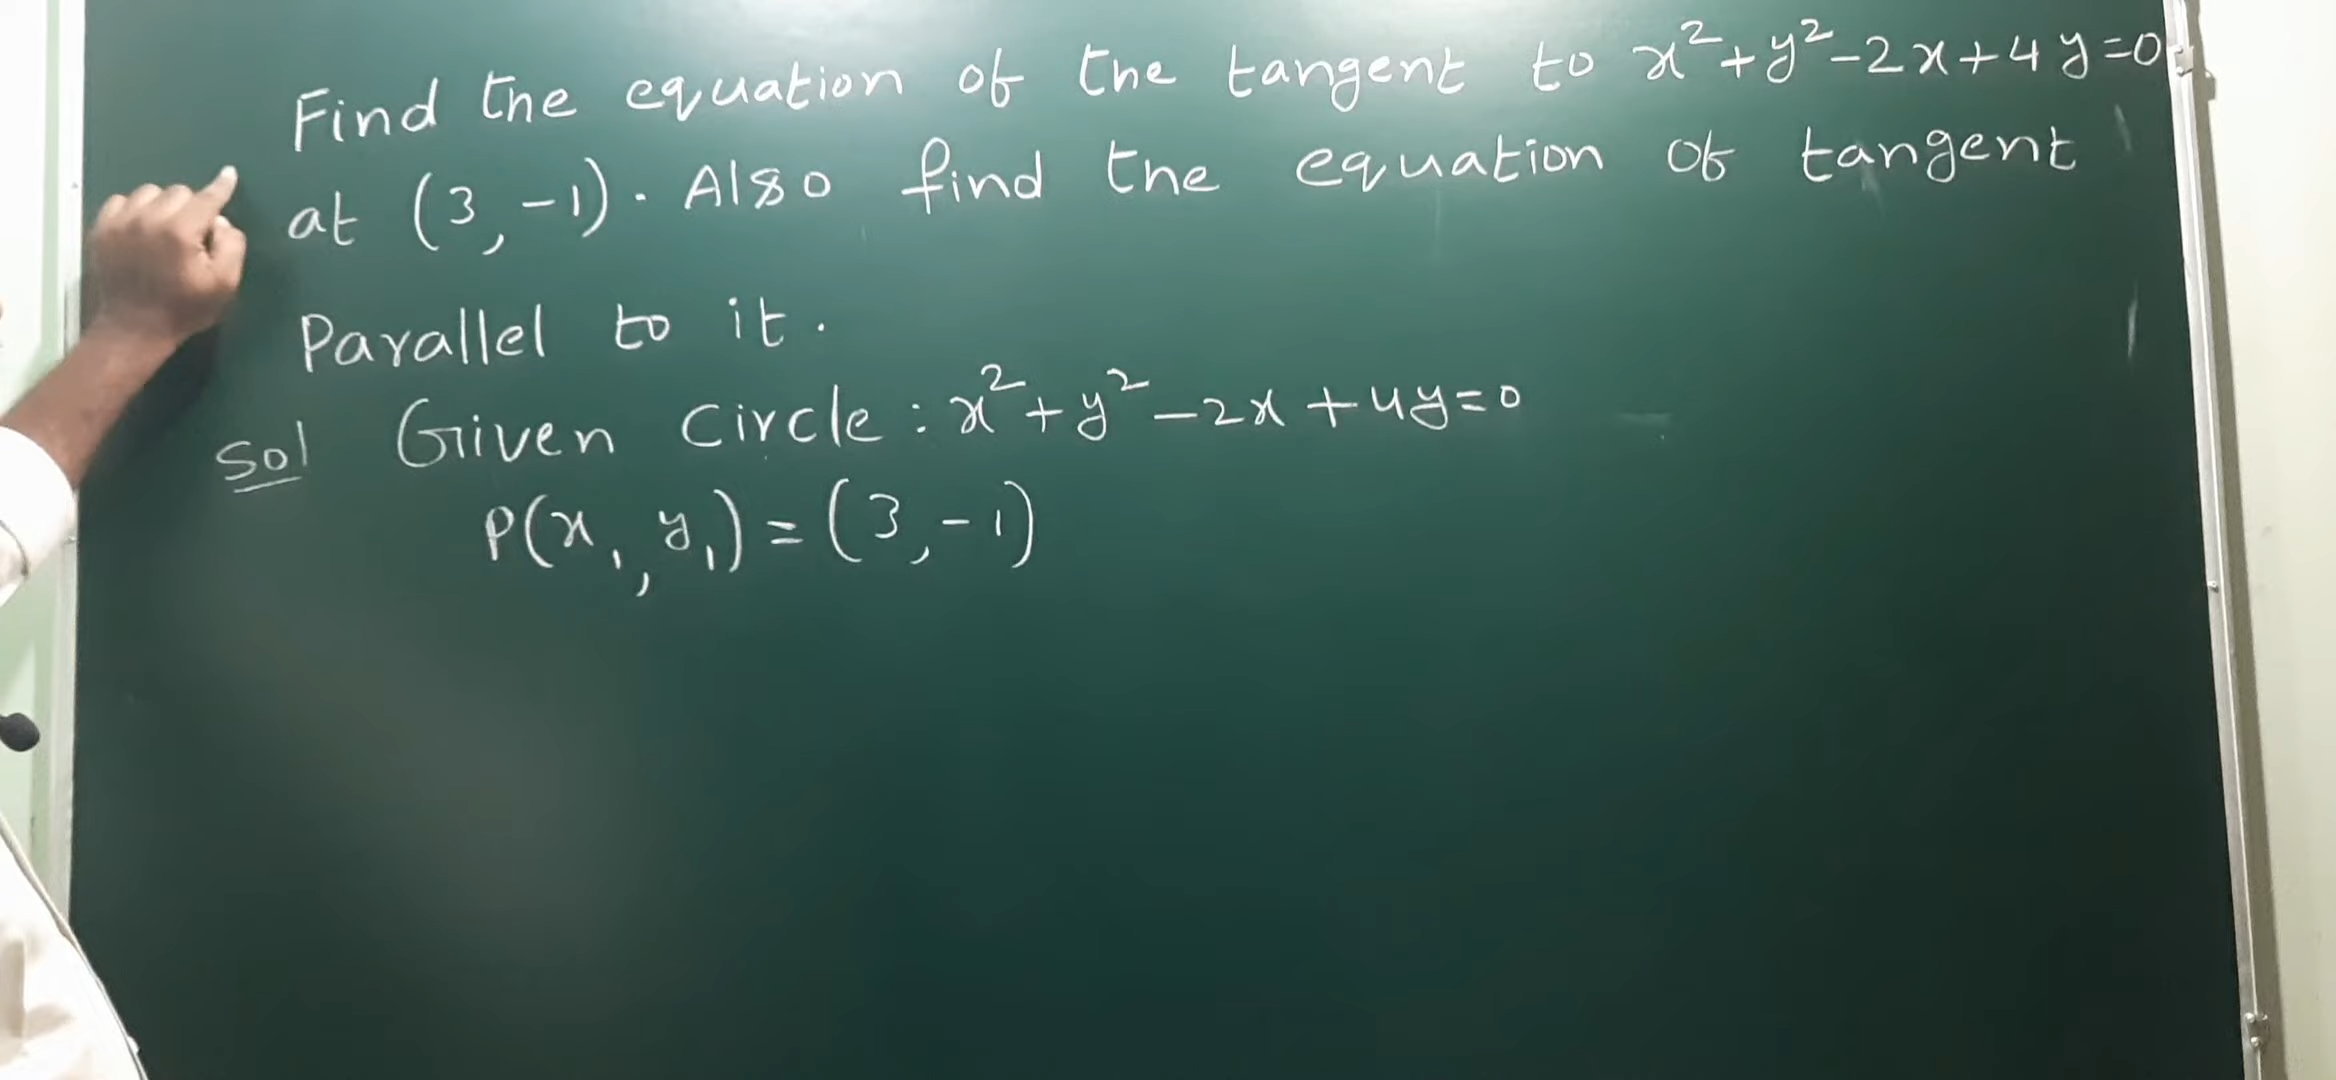 Find the equation of the tangent to x²+y²-2x+4y=0
at (3,-1). Also find the equation of tangent
Parallel to it.
Sol Given Circle: x²+y²-2x+4y=0
P(x₁, y₁) = (3,-1)